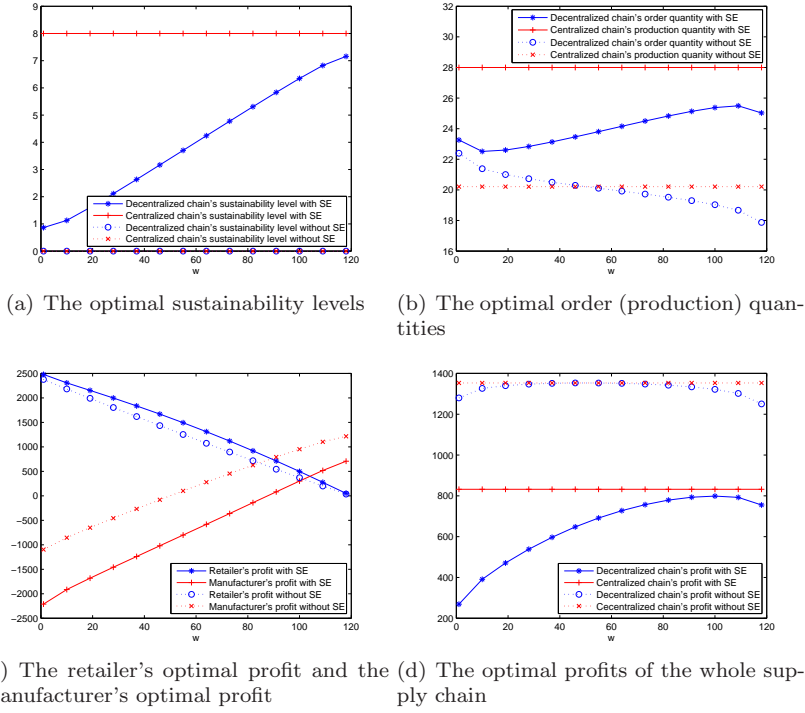 9
8
7
6
5
4
3
2
1
0
Decentralized chain's sustainability level with SE
Centralized chain's sustainability level with SE
Decentralized chain's sustainability level without SE
Centralized chain's sustainability level without SE
0 20 40 60 80 100 120
w
(a) The optimal sustainability levels
32
30
28
26
24
22
20
18
16
Decentralized chain's order quantity with SE
Centralized chain's production quantity with SE
Decentralized chain's order quantity without SE
Centralized chain's production quanity without SE
0 20 40 60 80 100 120
w
(b) The optimal order (production) quan-
tities
2500
2000
1500
1000
500
0
−500
−1000
−1500
−2000
−2500
Retailer's profit with SE
Manufacturer's profit with SE
Retailer's profit without SE
Manufacturer's profit without SE
0 20 40 60 80 100 120
w
) The retailer's optimal profit and the
anufacturer's optimal profit
1400
1200
1000
800
600
400
200
Decentralized chain's profit with SE
Centralized chain's profit with SE
Decentralized chain's profit without SE
Cecentralized chain's profit without SE
0 20 40 60 80 100 120
w
(d) The optimal profits of the whole sup-
ply chain